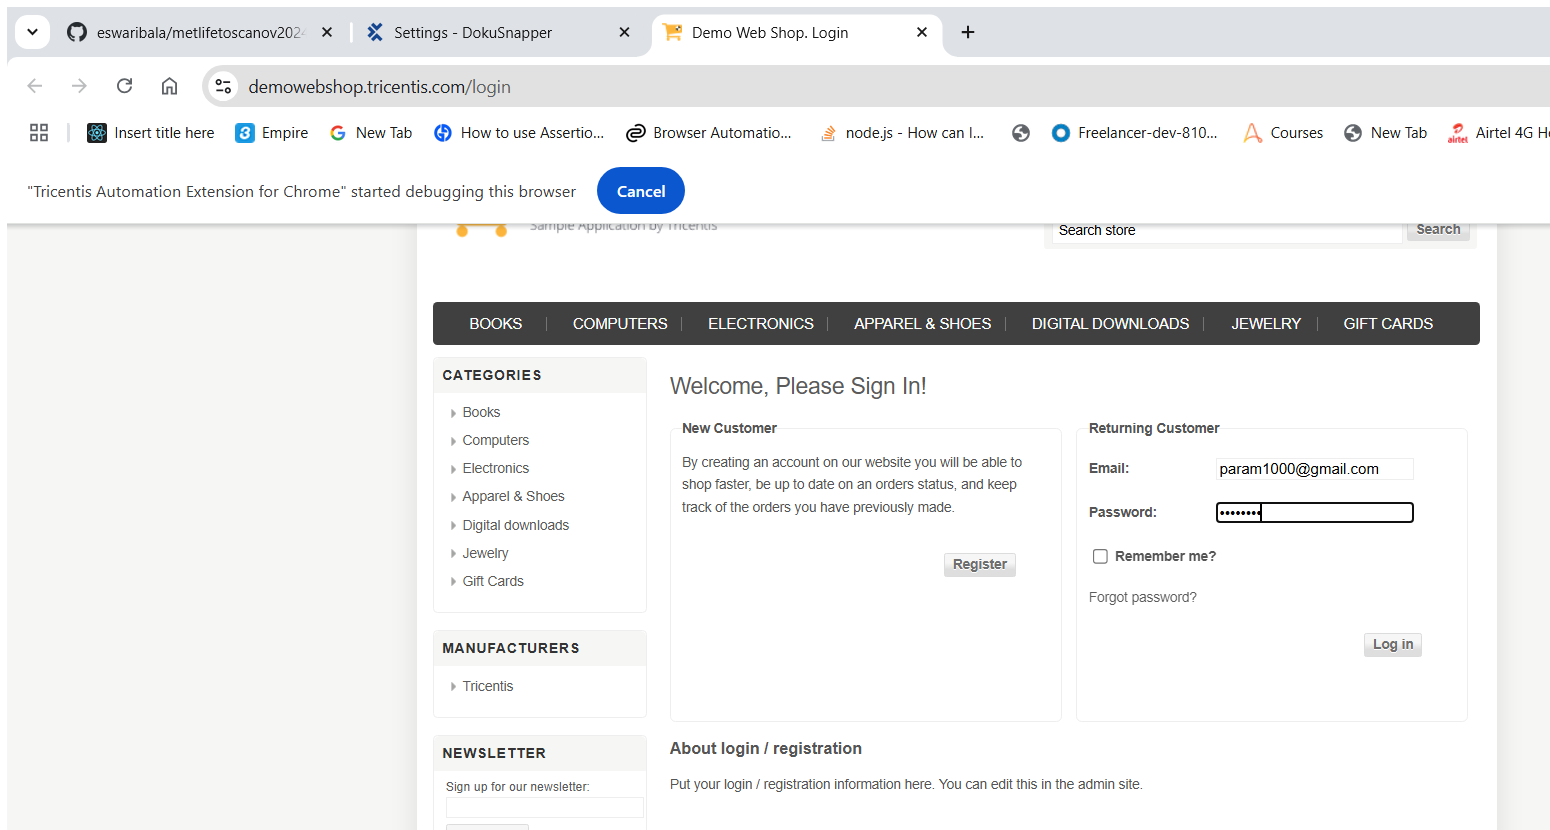 eswaribala/metlifetoscanov2024
Settings - DokuSnapper
Demo Web Shop. Login
demowebshop.tricentis.com/login
Insert title here
Empire
New Tab
How to use Assertio...
Browser Automatio...
node.js - How can I...
Freelancer-dev-810...
Courses
New Tab
airtel
Airtel 4G Ho
"Tricentis Automation Extension for Chrome" started debugging this browser
Cancel
Sample Application by Tricentis
Search store
Search
BOOKS
COMPUTERS
ELECTRONICS
APPAREL & SHOES
DIGITAL DOWNLOADS
JEWELRY
GIFT CARDS
CATEGORIES
Books
Computers
Electronics
Apparel & Shoes
Digital downloads
Jewelry
Gift Cards
MANUFACTURERS
Tricentis
NEWSLETTER
Sign up for our newsletter:
Welcome, Please Sign In!
New Customer
By creating an account on our website you will be able to
shop faster, be up to date on an orders status, and keep
track of the orders you have previously made.
Register
Returning Customer
Email:
param1000@gmail.com
Password:
Remember me?
Forgot password?
Log in
About login / registration
Put your login / registration information here. You can edit this in the admin site.